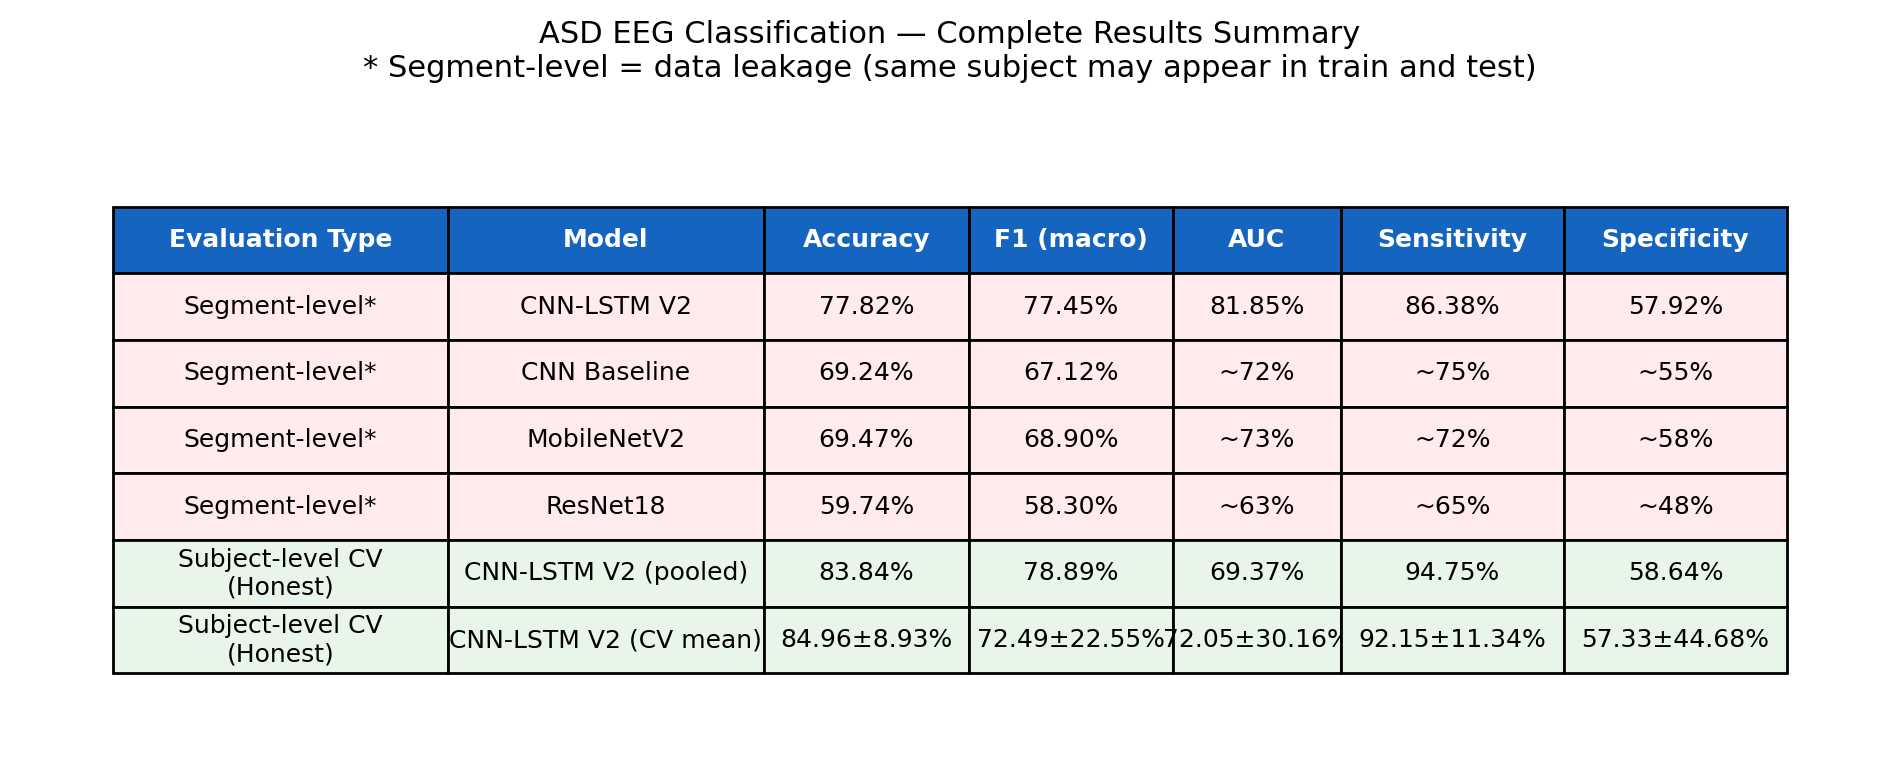 ASD EEG Classification — Complete Results Summary
* Segment-level = data leakage (same subject may appear in train and test)
Evaluation Type Model Accuracy F1 (macro) AUC Sensitivity Specificity
Segment-level* CNN-LSTM V2 77.82% 77.45% 81.85% 86.38% 57.92%
Segment-level* CNN Baseline 69.24% 67.12% ~72% ~75% ~55%
Segment-level* MobileNetV2 69.47% 68.90% ~73% ~72% ~58%
Segment-level* ResNet18 59.74% 58.30% ~63% ~65% ~48%
Subject-level CV
(Honest) CNN-LSTM V2 (pooled) 83.84% 78.89% 69.37% 94.75% 58.64%
Subject-level CV
(Honest) CNN-LSTM V2 (CV mean) 84.96±8.93% 72.49±22.55% 72.05±30.16% 92.15±11.34% 57.33±44.68%